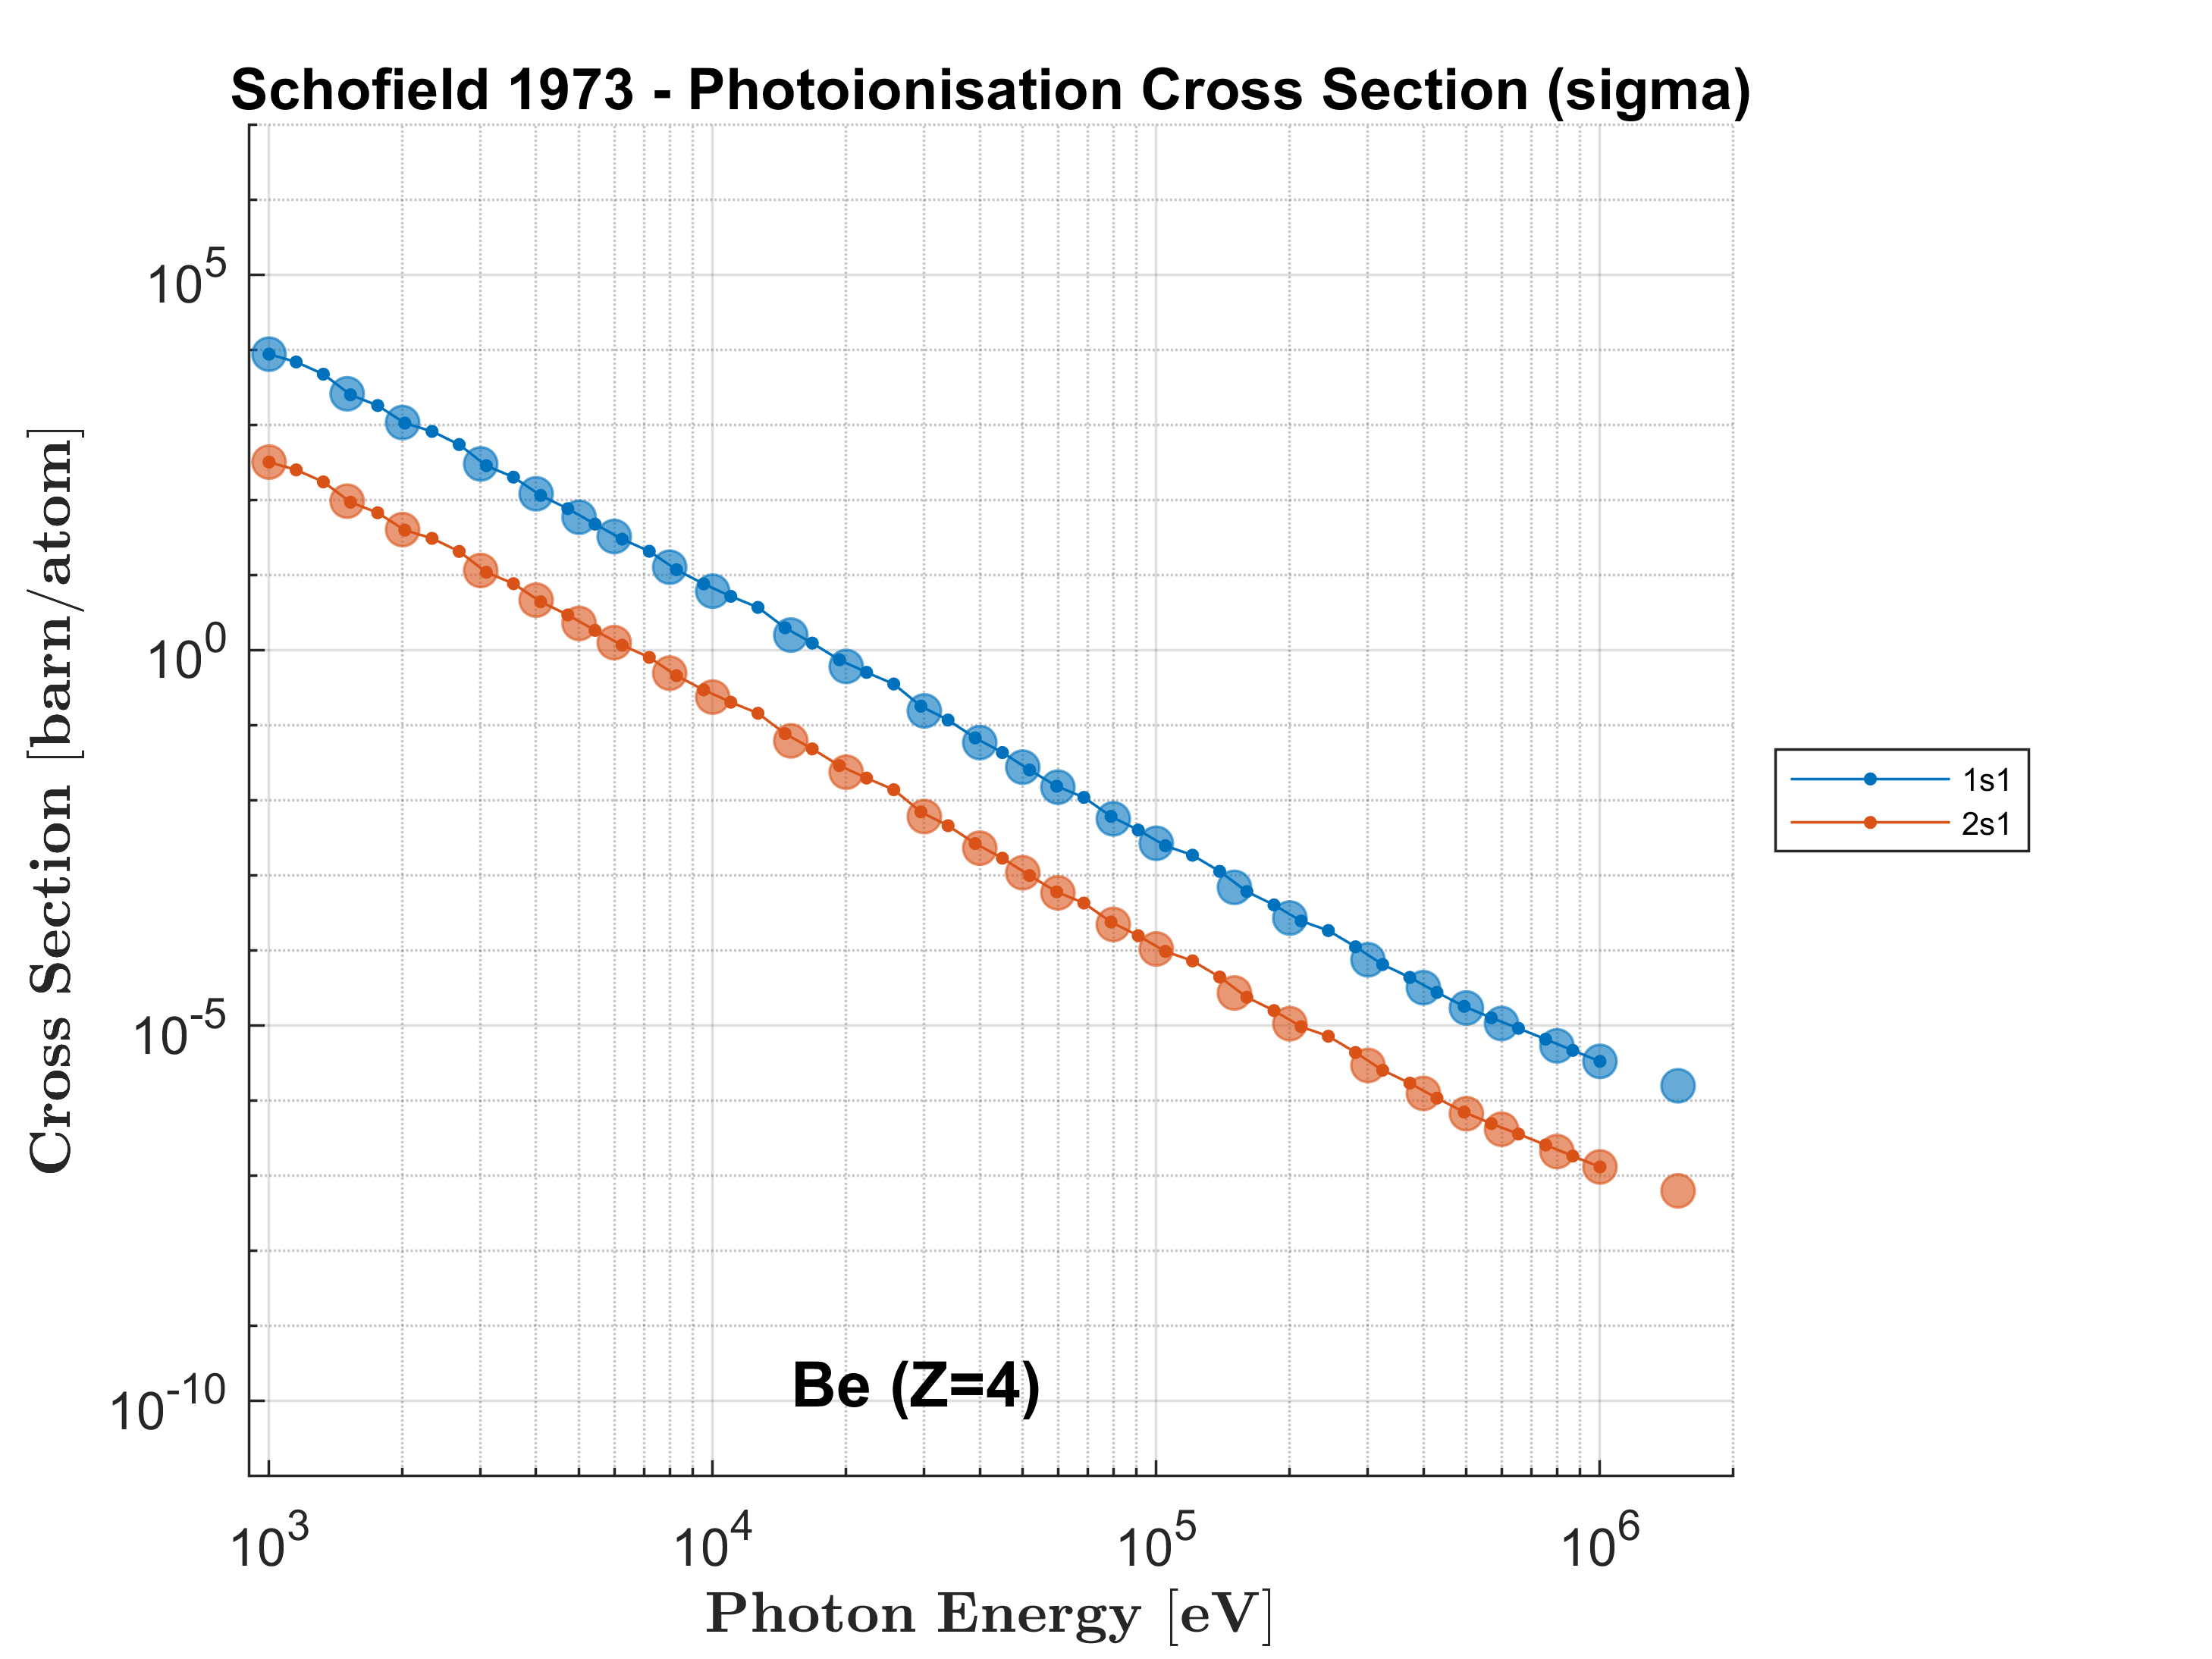 Schofield 1973 - Photoionisation Cross Section (sigma)
Cross Section [barn/atom]
10^5
10^0
10^-5
10^-10
1s1
2s1
Be (Z=4)
10^3 10^4 10^5 10^6
Photon Energy [eV]